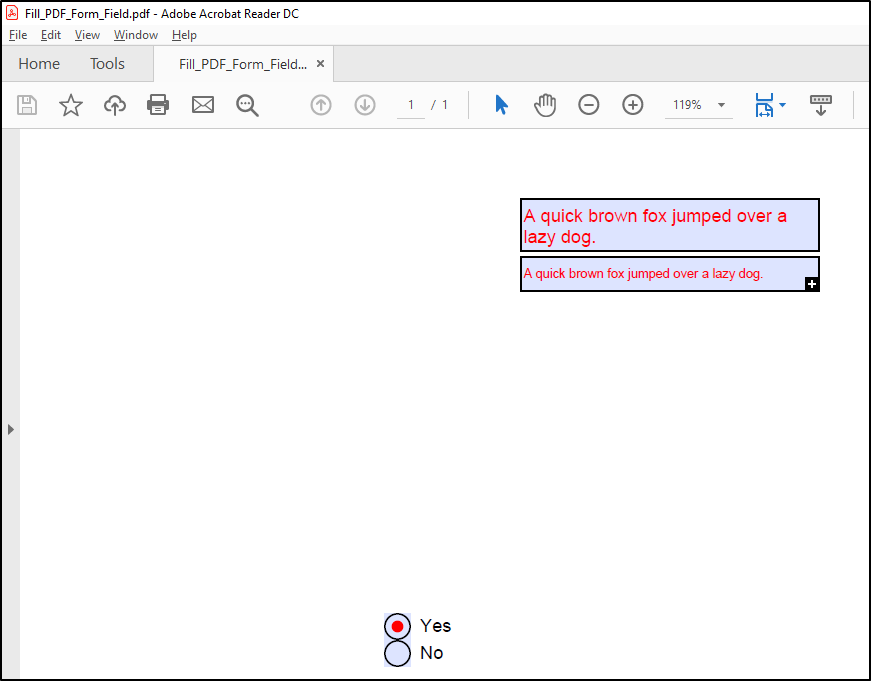 Fill_PDF_Form_Field.pdf - Adobe Acrobat Reader DC
File Edit View Window Help
Home Tools Fill_PDF_Form_Field... ×
1 / 1 119%
A quick brown fox jumped over a
lazy dog.
A quick brown fox jumped over a lazy dog.
Yes
No